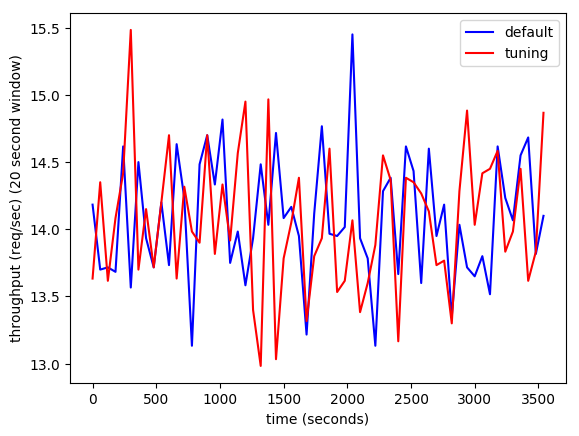 15.5
15.0
14.5
14.0
13.5
13.0
throughput (req/sec) (20 second window)
default
tuning
0 500 1000 1500 2000 2500 3000 3500
time (seconds)